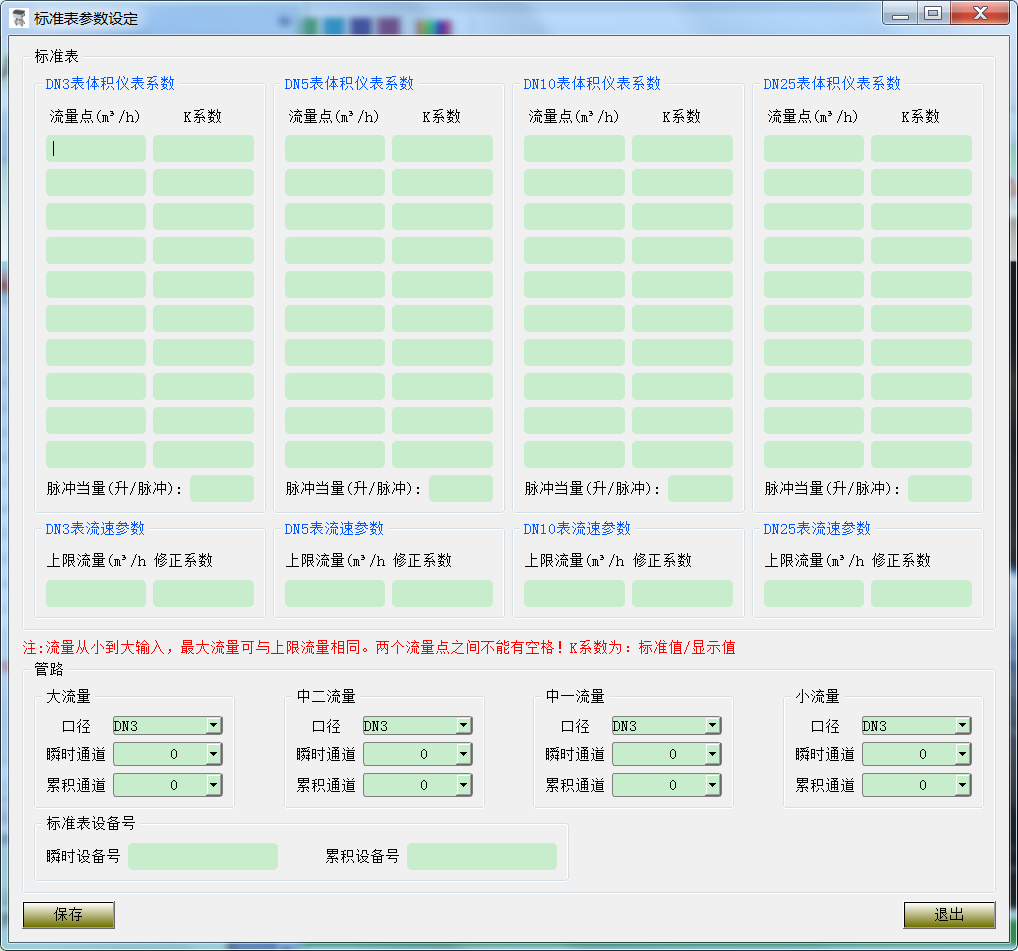 标准表参数设定
标准表
DN3表体积仪表系数 DN5表体积仪表系数 DN10表体积仪表系数 DN25表体积仪表系数
流量点(m³/h) K系数 流量点(m³/h) K系数 流量点(m³/h) K系数 流量点(m³/h) K系数
脉冲当量(升/脉冲): 脉冲当量(升/脉冲): 脉冲当量(升/脉冲): 脉冲当量(升/脉冲):
DN3表流速参数 DN5表流速参数 DN10表流速参数 DN25表流速参数
上限流量(m³/h 修正系数 上限流量(m³/h 修正系数 上限流量(m³/h 修正系数 上限流量(m³/h 修正系数
注:流量从小到大输入，最大流量可与上限流量相同。两个流量点之间不能有空格！K系数为：标准值/显示值
管路
大流量 中二流量 中一流量 小流量
口径 DN3 口径 DN3 口径 DN3 口径 DN3
瞬时通道 0 瞬时通道 0 瞬时通道 0 瞬时通道 0
累积通道 0 累积通道 0 累积通道 0 累积通道 0
标准表设备号
瞬时设备号 累积设备号
保存 退出